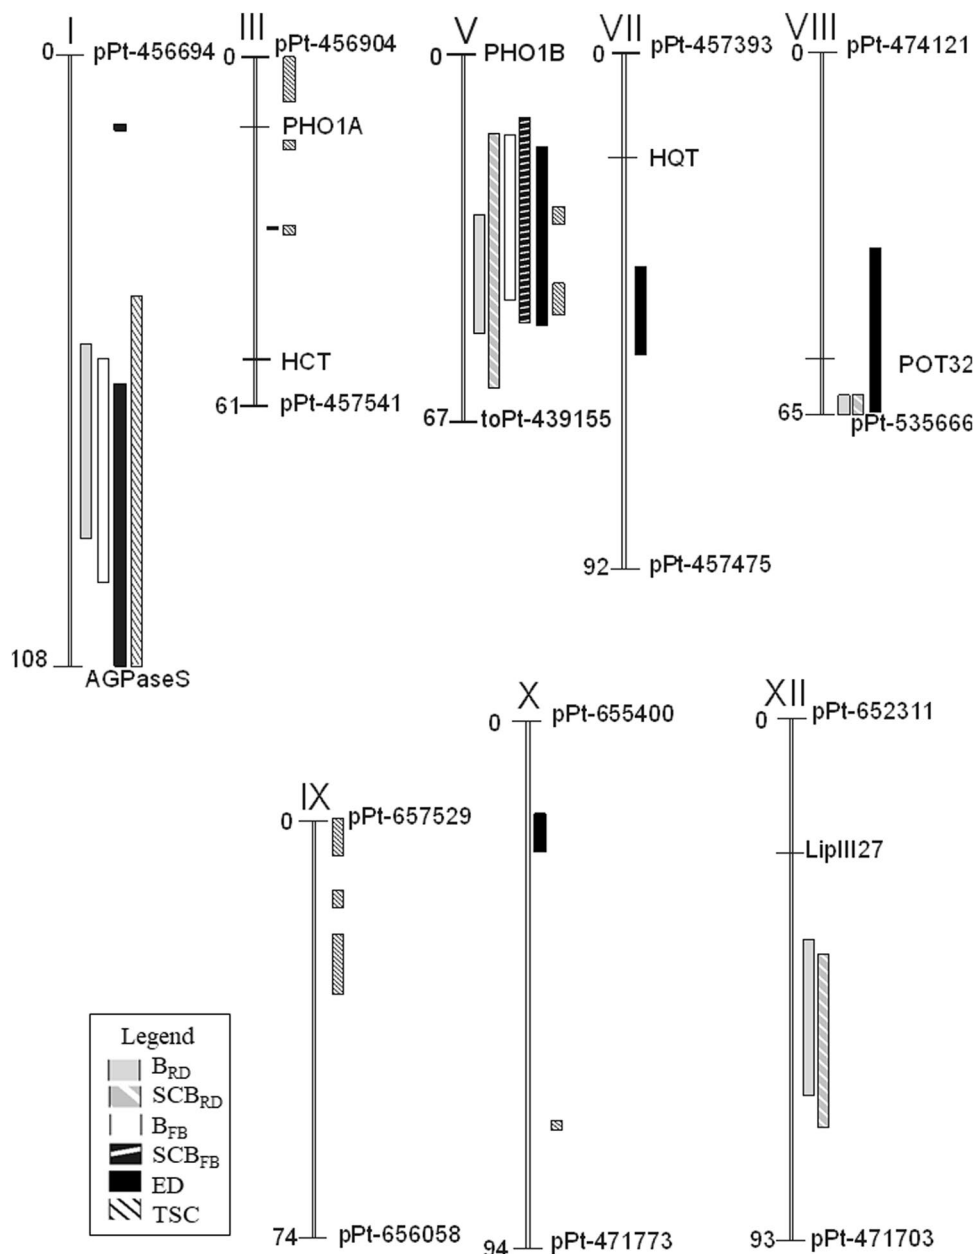 I
0 pPt-456694
108
AGPaseS
III
0 pPt-456904
PHO1A
HCT
61 pPt-457541
V
0 PHO1B
67 toPt-439155
VII
0 pPt-457393
HQT
92 pPt-457475
VIII
0 pPt-474121
POT32
65
pPt-535666
IX
0 pPt-657529
74 pPt-656058
X
0 pPt-655400
94 pPt-471773
XII
0 pPt-652311
LipIII27
93 pPt-471703
Legend
BRD
SCBRD
BFB
SCBFB
ED
TSC